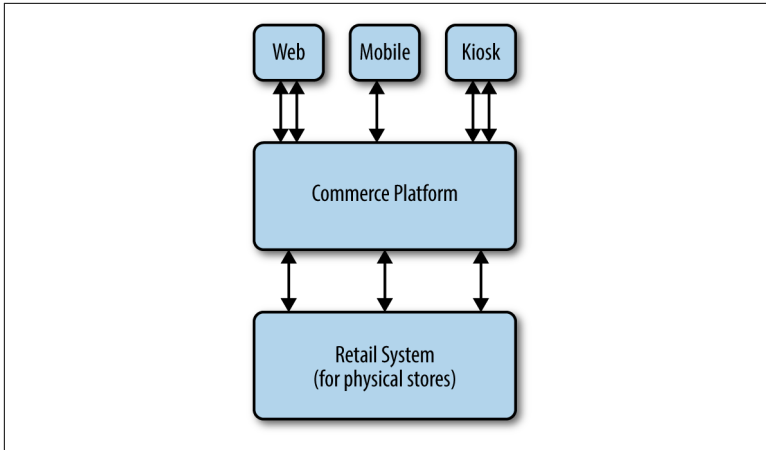 Web
Mobile
Kiosk
Commerce Platform
Retail System
(for physical stores)